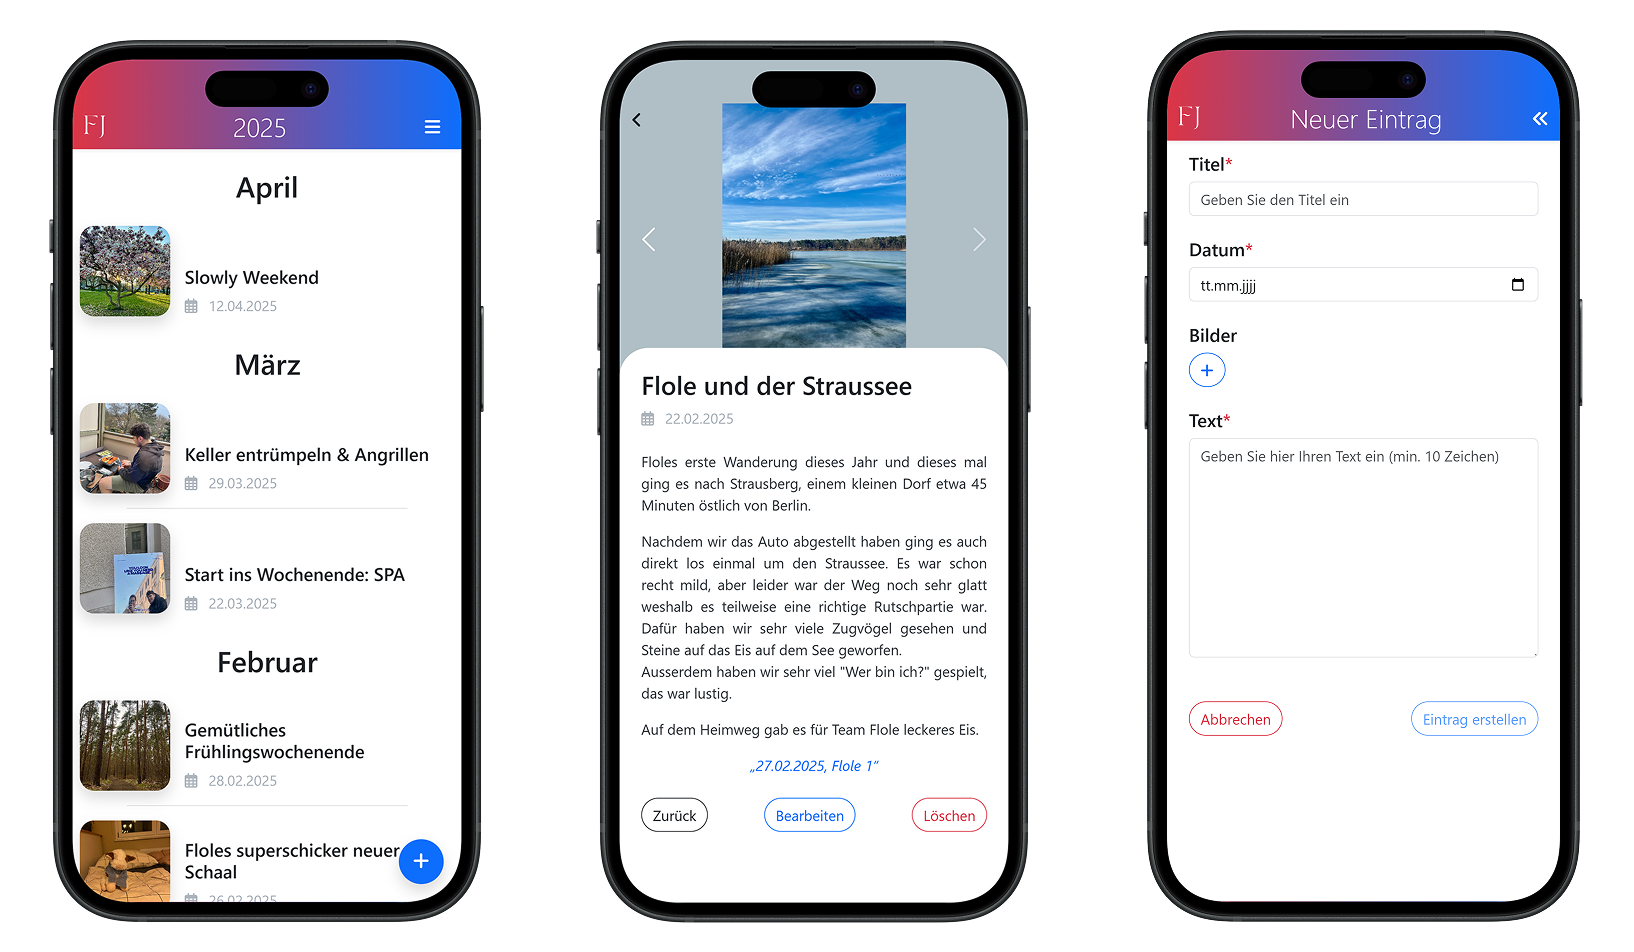 FJ
2025
April
Slowly Weekend
12.04.2025
März
Keller entrümpeln & Angrillen
29.03.2025
Start ins Wochenende: SPA
22.03.2025
Februar
Gemütliches
Frühlingswochenende
28.02.2025
Floles superschicker neuer
Schaal
26.02.2025
Flole und der Straussee
22.02.2025
Floles erste Wanderung dieses Jahr und dieses mal
ging es nach Strausberg, einem kleinen Dorf etwa 45
Minuten östlich von Berlin.
Nachdem wir das Auto abgestellt haben ging es auch
direkt los einmal um den Straussee. Es war schon
recht mild, aber leider war der Weg noch sehr glatt
weshalb es teilweise eine richtige Rutschpartie war.
Dafür haben wir sehr viele Zugvögel gesehen und
Steine auf das Eis auf dem See geworfen.
Ausserdem haben wir sehr viel "Wer bin ich?" gespielt,
das war lustig.
Auf dem Heimweg gab es für Team Flole leckeres Eis.
„27.02.2025, Flole 1“
Zurück
Bearbeiten
Löschen
FJ
Neuer Eintrag
Titel*
Geben Sie den Titel ein
Datum*
tt.mm.jjjj
Bilder
Text*
Geben Sie hier Ihren Text ein (min. 10 Zeichen)
Abbrechen
Eintrag erstellen